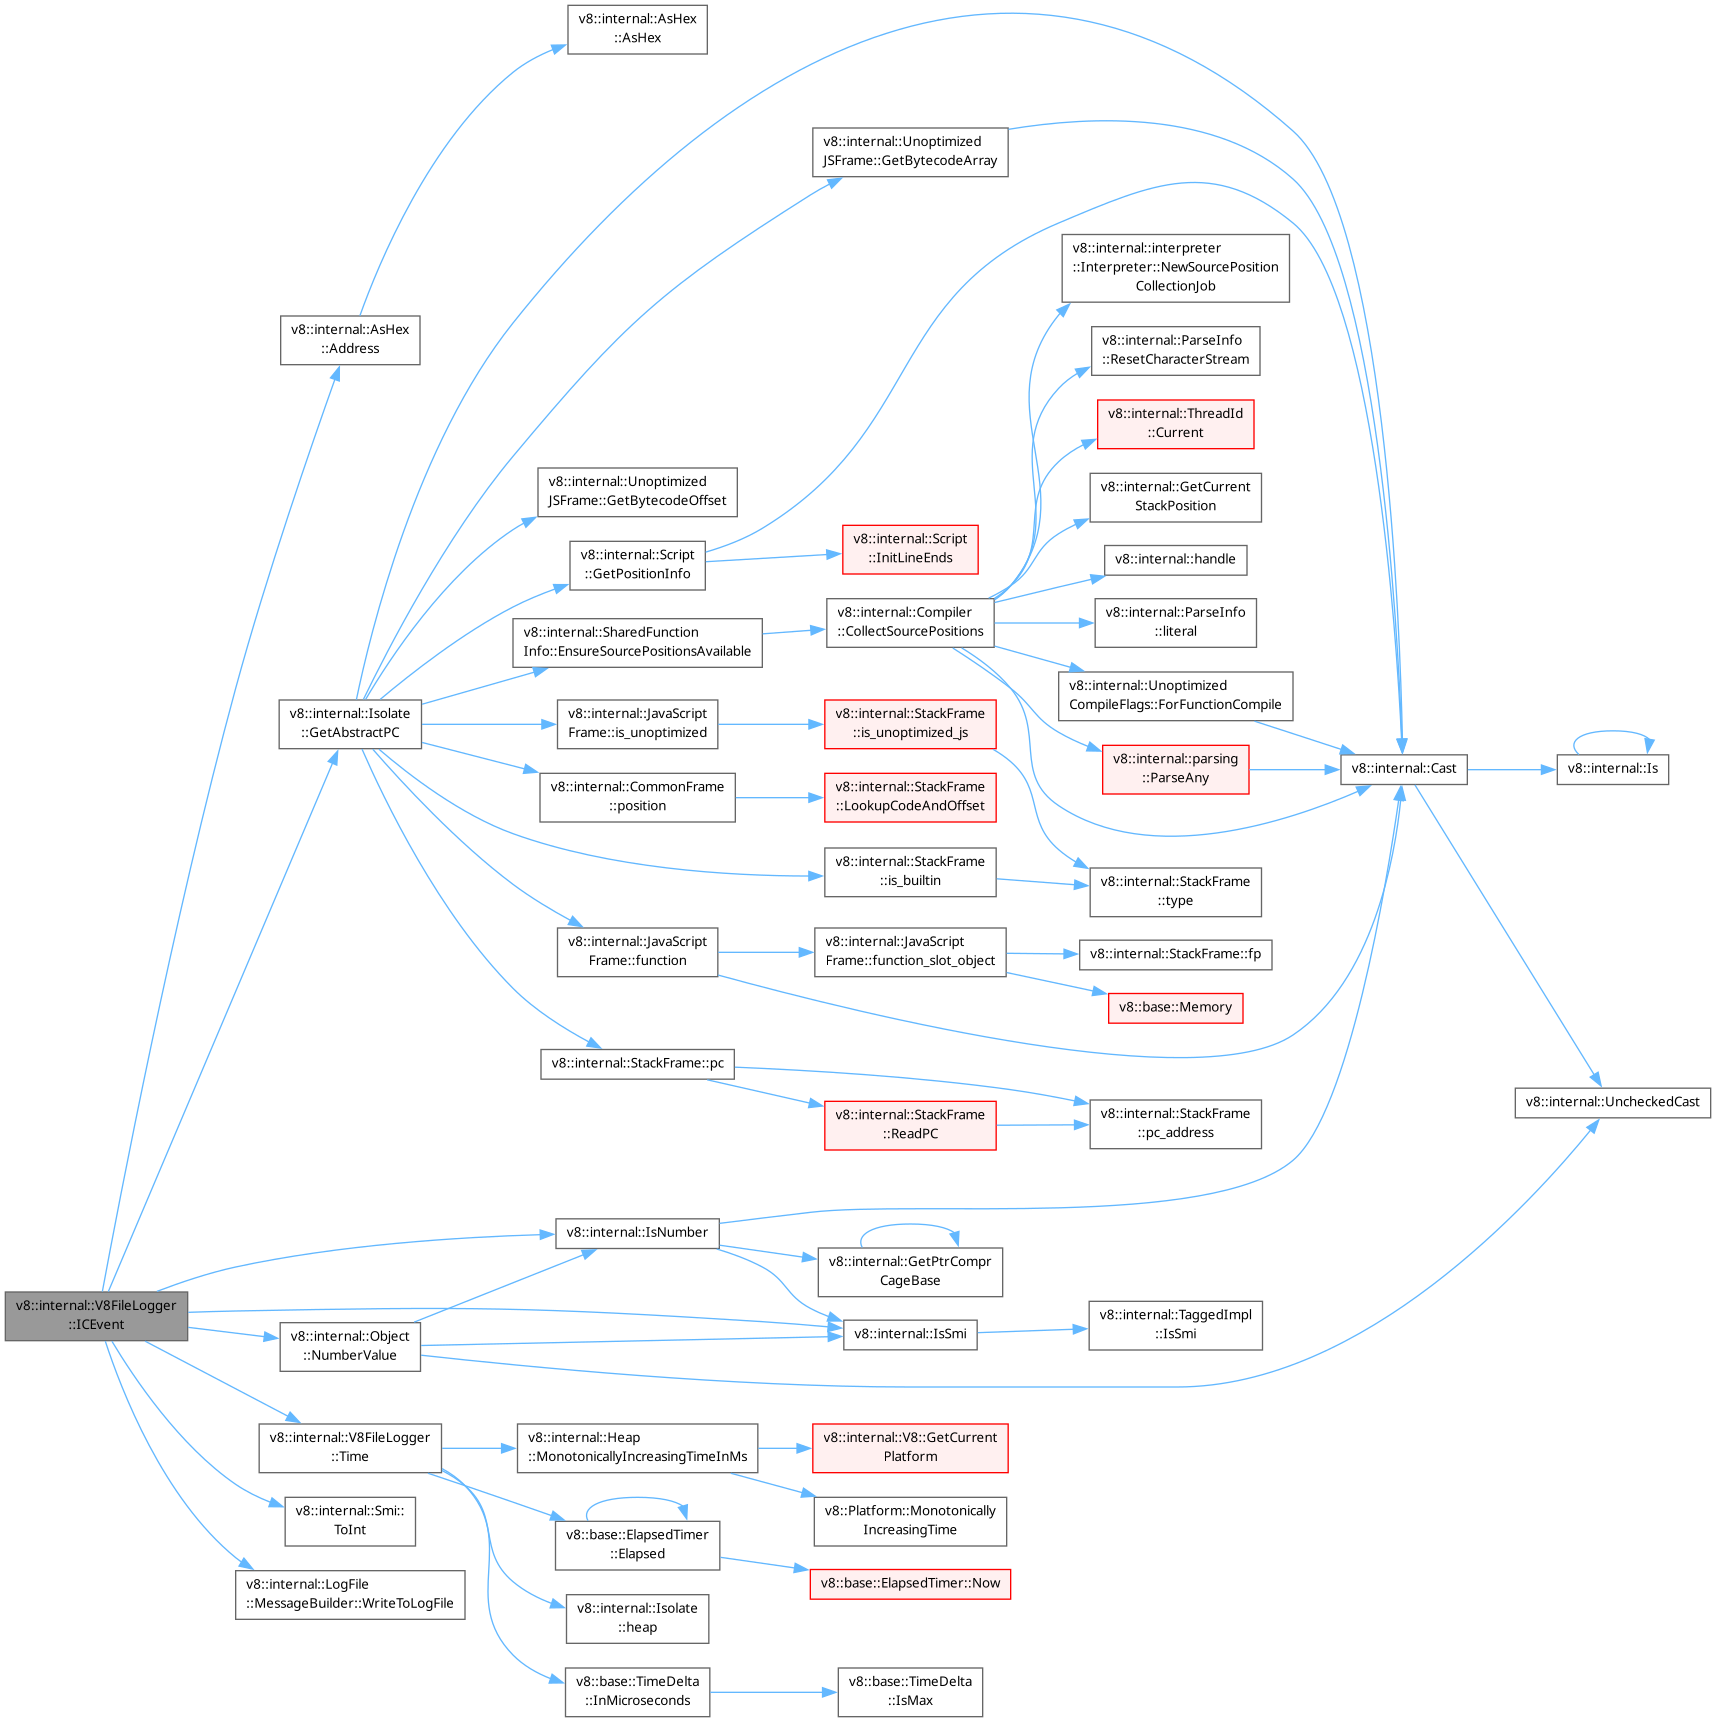 v8::internal::AsHex
::AsHex
v8::internal::Unoptimized
JSFrame::GetBytecodeArray
v8::internal::interpreter
::Interpreter::NewSourcePosition
CollectionJob
v8::internal::AsHex
::Address
v8::internal::ParseInfo
::ResetCharacterStream
v8::internal::ThreadId
::Current
v8::internal::Unoptimized
JSFrame::GetBytecodeOffset
v8::internal::GetCurrent
StackPosition
v8::internal::Script
::GetPositionInfo
v8::internal::Script
::InitLineEnds
v8::internal::handle
v8::internal::SharedFunction
Info::EnsureSourcePositionsAvailable
v8::internal::Compiler
::CollectSourcePositions
v8::internal::ParseInfo
::literal
v8::internal::Isolate
::GetAbstractPC
v8::internal::JavaScript
Frame::is_unoptimized
v8::internal::StackFrame
::is_unoptimized_js
v8::internal::Unoptimized
CompileFlags::ForFunctionCompile
v8::internal::parsing
::ParseAny
v8::internal::Cast
v8::internal::Is
v8::internal::CommonFrame
::position
v8::internal::StackFrame
::LookupCodeAndOffset
v8::internal::StackFrame
::is_builtin
v8::internal::StackFrame
::type
v8::internal::JavaScript
Frame::function
v8::internal::JavaScript
Frame::function_slot_object
v8::internal::StackFrame::fp
v8::base::Memory
v8::internal::StackFrame::pc
v8::internal::StackFrame
::ReadPC
v8::internal::StackFrame
::pc_address
v8::internal::UncheckedCast
v8::internal::IsNumber
v8::internal::GetPtrCompr
CageBase
v8::internal::V8FileLogger
::ICEvent
v8::internal::Object
::NumberValue
v8::internal::IsSmi
v8::internal::TaggedImpl
::IsSmi
v8::internal::V8FileLogger
::Time
v8::internal::Heap
::MonotonicallyIncreasingTimeInMs
v8::internal::V8::GetCurrent
Platform
v8::internal::Smi::
ToInt
v8::base::ElapsedTimer
::Elapsed
v8::Platform::Monotonically
IncreasingTime
v8::internal::LogFile
::MessageBuilder::WriteToLogFile
v8::base::ElapsedTimer::Now
v8::internal::Isolate
::heap
v8::base::TimeDelta
::InMicroseconds
v8::base::TimeDelta
::IsMax